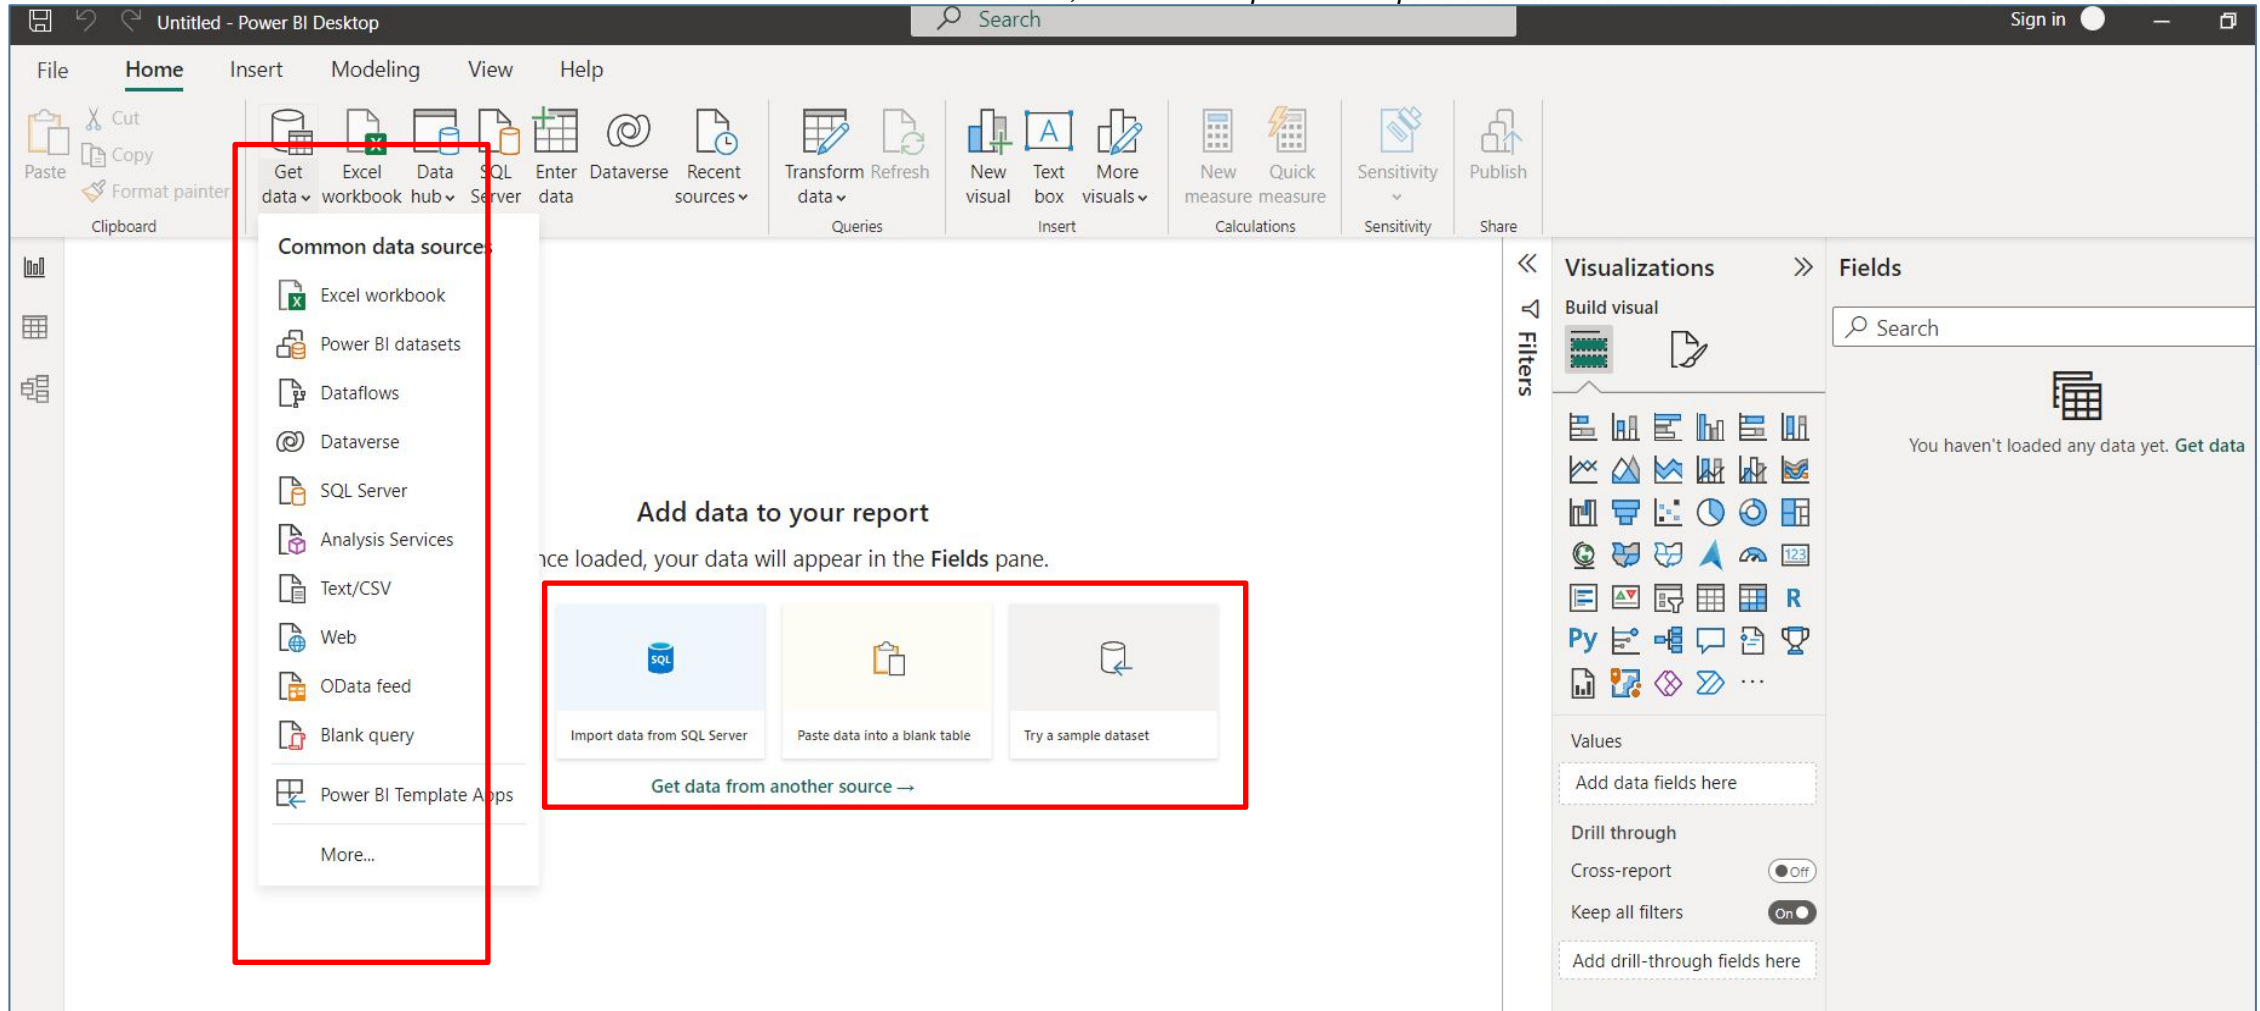 Untitled - Power BI Desktop
Search
Sign in
File Home Insert Modeling View Help
Paste
Cut
Copy
Format painter
Clipboard
Get data
Excel workbook
Data hub
SQL Server
Enter data
Dataverse
Recent sources
Transform data
Refresh
Queries
New visual
Text box
More visuals
Insert
New measure
Quick measure
Calculations
Sensitivity
Sensitivity
Publish
Share
Common data sources
Excel workbook
Power BI datasets
Dataflows
Dataverse
SQL Server
Analysis Services
Text/CSV
Web
OData feed
Blank query
Power BI Template Apps
More...
Add data to your report
nce loaded, your data will appear in the Fields pane.
SQL
Import data from SQL Server
Paste data into a blank table
Try a sample dataset
Get data from another source →
Filters
Visualizations
Build visual
123
R
Py
Values
Add data fields here
Drill through
Cross-report
Off
Keep all filters
On
Add drill-through fields here
Fields
Search
You haven't loaded any data yet. Get data